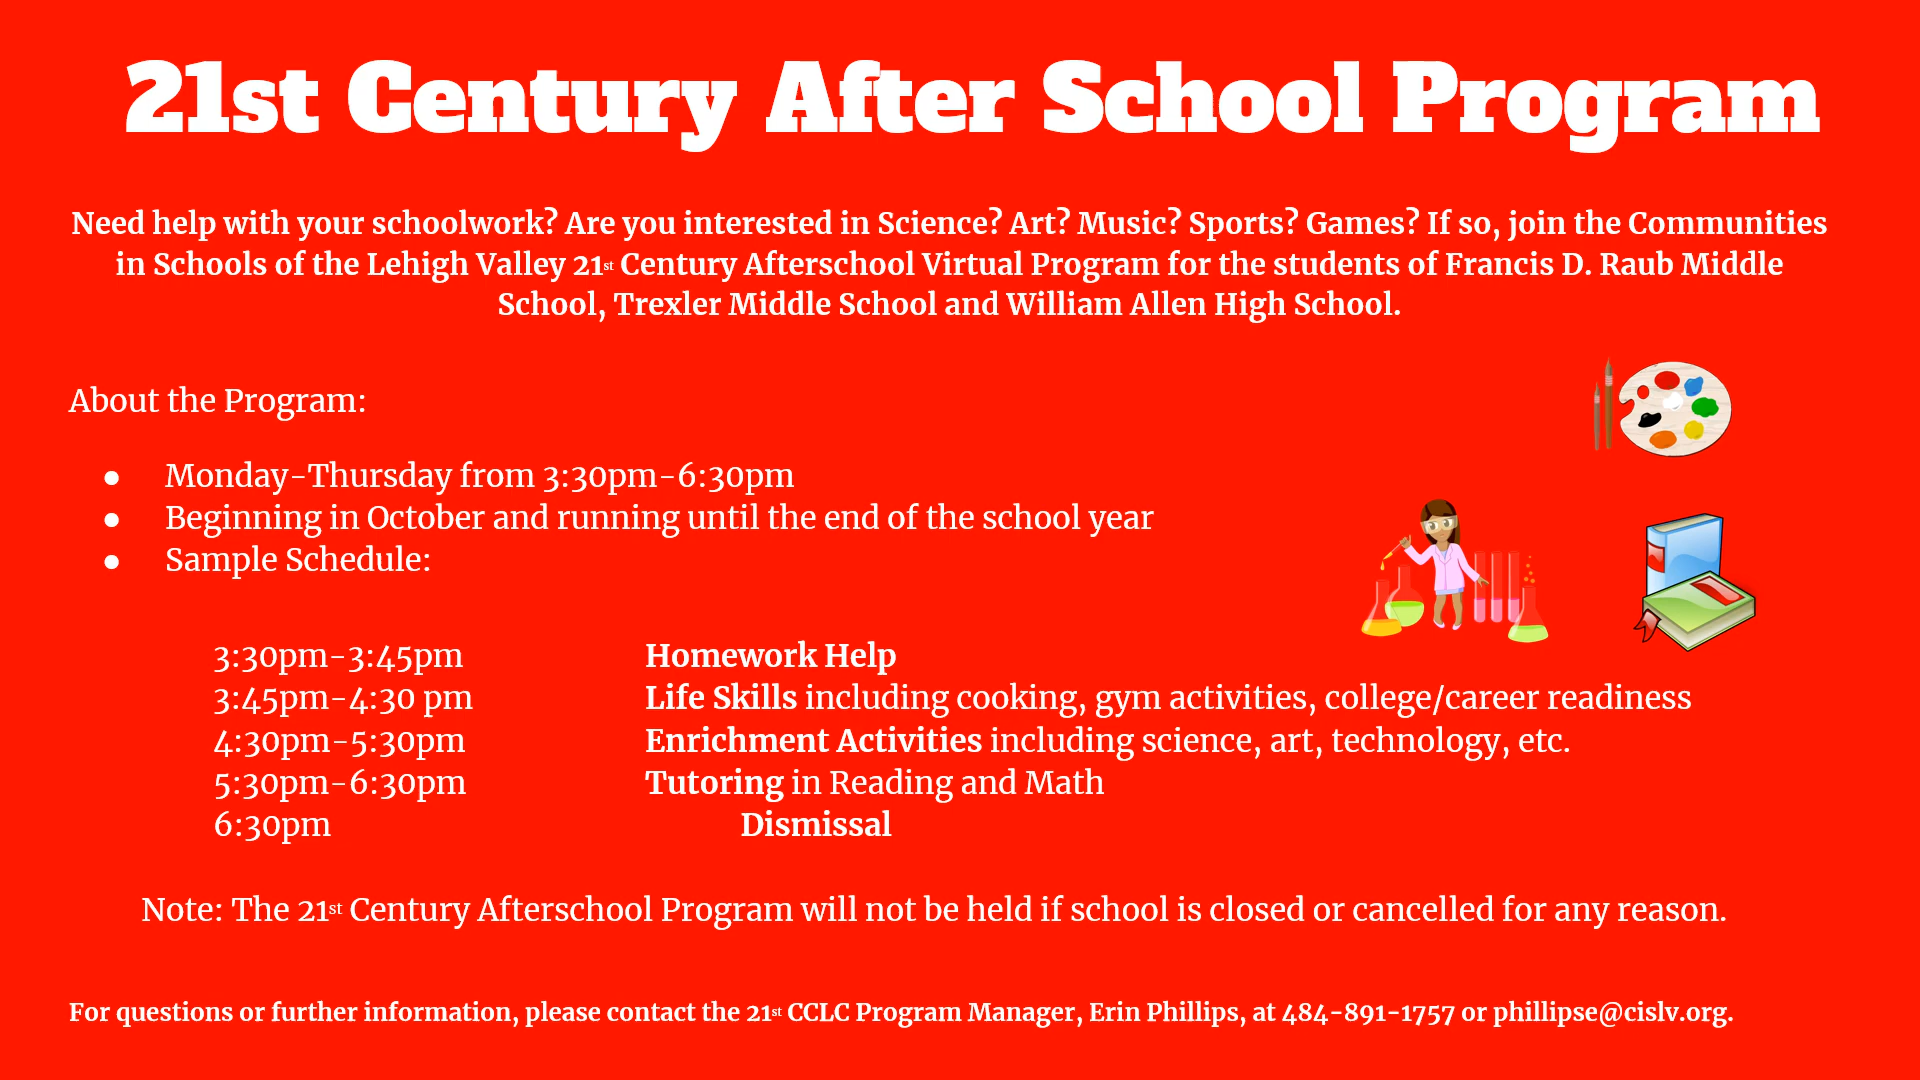 21st Century After School Program
Need help with your schoolwork? Are you interested in Science? Art? Music? Sports? Games? If so, join the Communities
in Schools of the Lehigh Valley 21st Century Afterschool Virtual Program for the students of Francis D. Raub Middle
School, Trexler Middle School and William Allen High School.
About the Program:
● Monday-Thursday from 3:30pm-6:30pm
● Beginning in October and running until the end of the school year
● Sample Schedule:
3:30pm-3:45pm Homework Help
3:45pm-4:30 pm Life Skills including cooking, gym activities, college/career readiness
4:30pm-5:30pm Enrichment Activities including science, art, technology, etc.
5:30pm-6:30pm Tutoring in Reading and Math
6:30pm Dismissal
Note: The 21st Century Afterschool Program will not be held if school is closed or cancelled for any reason.
For questions or further information, please contact the 21st CCLC Program Manager, Erin Phillips, at 484-891-1757 or phillipse@cislv.org.